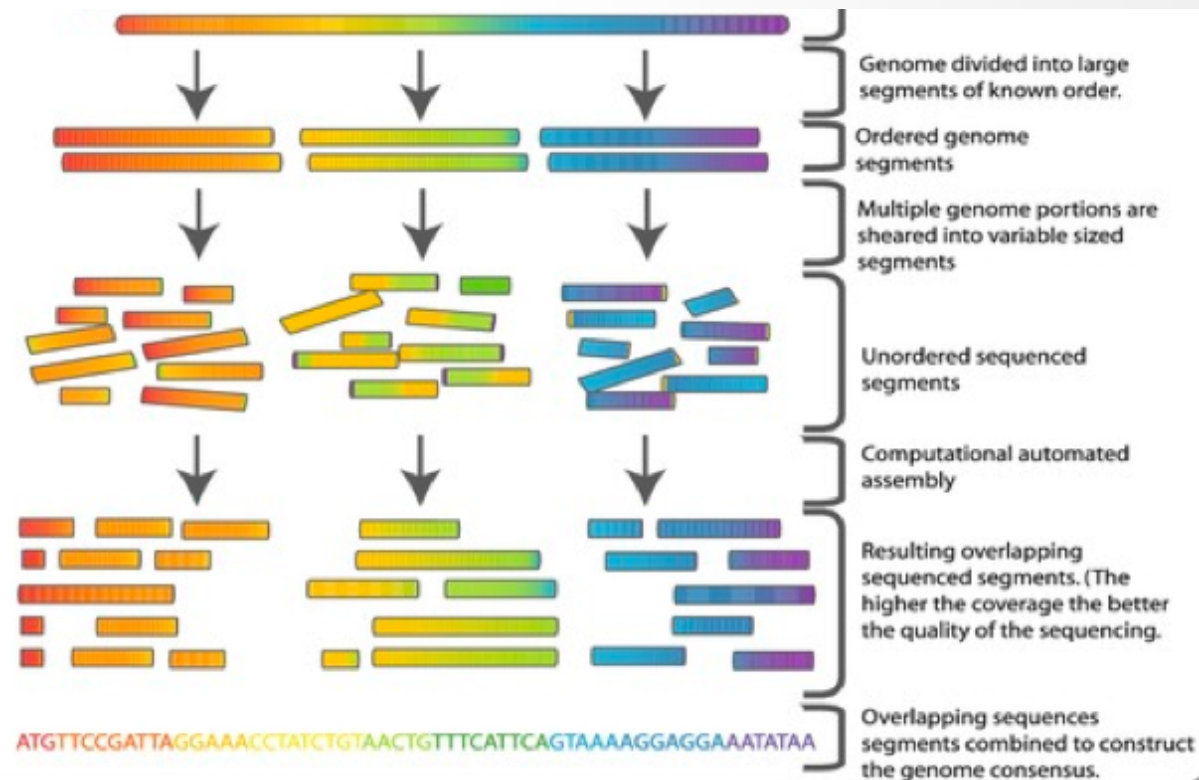 Genome divided into large
segments of known order.
Ordered genome
segments
Multiple genome portions are
sheared into variable sized
segments
Unordered sequenced
segments
Computational automated
assembly
Resulting overlapping
sequenced segments. (The
higher the coverage the better
the quality of the sequencing.
Overlapping sequences
segments combined to construct
the genome consensus.
ATGTTCCGATTAGGAAACCTATCTGTAACTGTTTCATTCAGTAAAAGGAGGAAATATAA